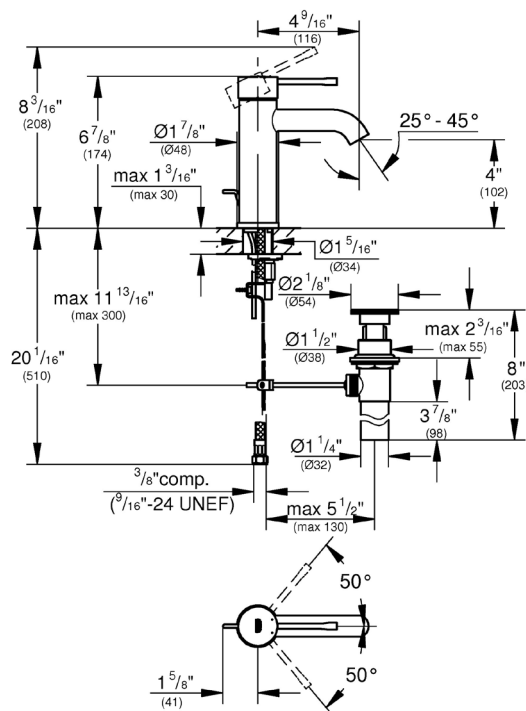 4 9/16"
(116)
8 3/16"
(208)
6 7/8"
(174)
Ø1 7/8"
(Ø48)
25° - 45°
max 1 3/16"
(max 30)
4"
(102)
Ø1 5/16"
(Ø34)
Ø2 1/8"
(Ø54)
max 11 13/16"
(max 300)
20 1/16"
(510)
Ø1 1/2"
(Ø38)
max 2 3/16"
(max 55)
8"
(203
3 7/8"
(98)
Ø1 1/4"
(Ø32)
3/8"comp.
(9/16"-24 UNEF)
max 5 1/2"
(max 130)
50°
50°
1 5/8"
(41)